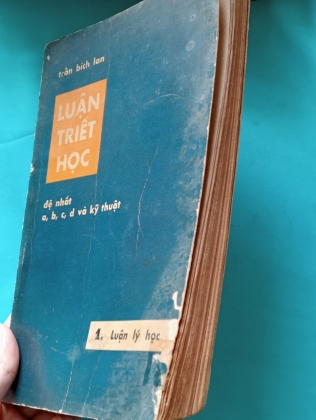 trần bích lan
LUẬN
TRIẾT
HỌC
đệ nhất
a, b, c, d và kỹ thuật
1. Luận lý học